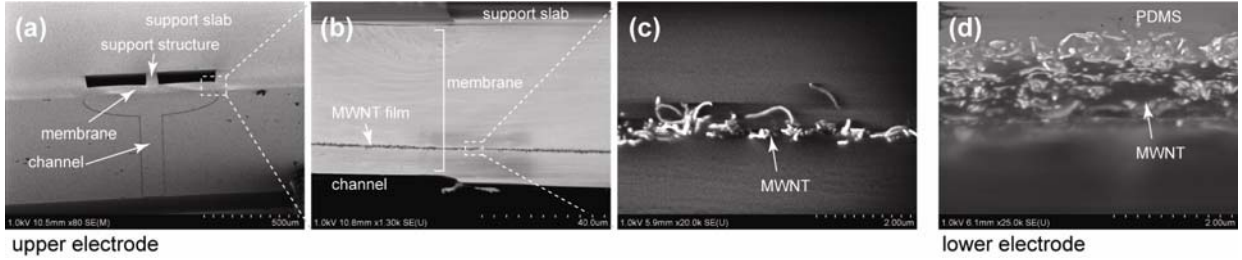 (a)
support slab
support structure
membrane
channel
1.0kV 10.5mm x80 SE(M)
500um
(b)
support slab
membrane
MWNT film
channel
1.0kV 10.8mm x1.30k SE(U)
40.0um
(c)
MWNT
1.0kV 5.9mm x20.0k SE(U)
2.00um
(d)
PDMS
MWNT
1.0kV 6.1mm x25.0k SE(U)
2.00um
upper electrode
lower electrode